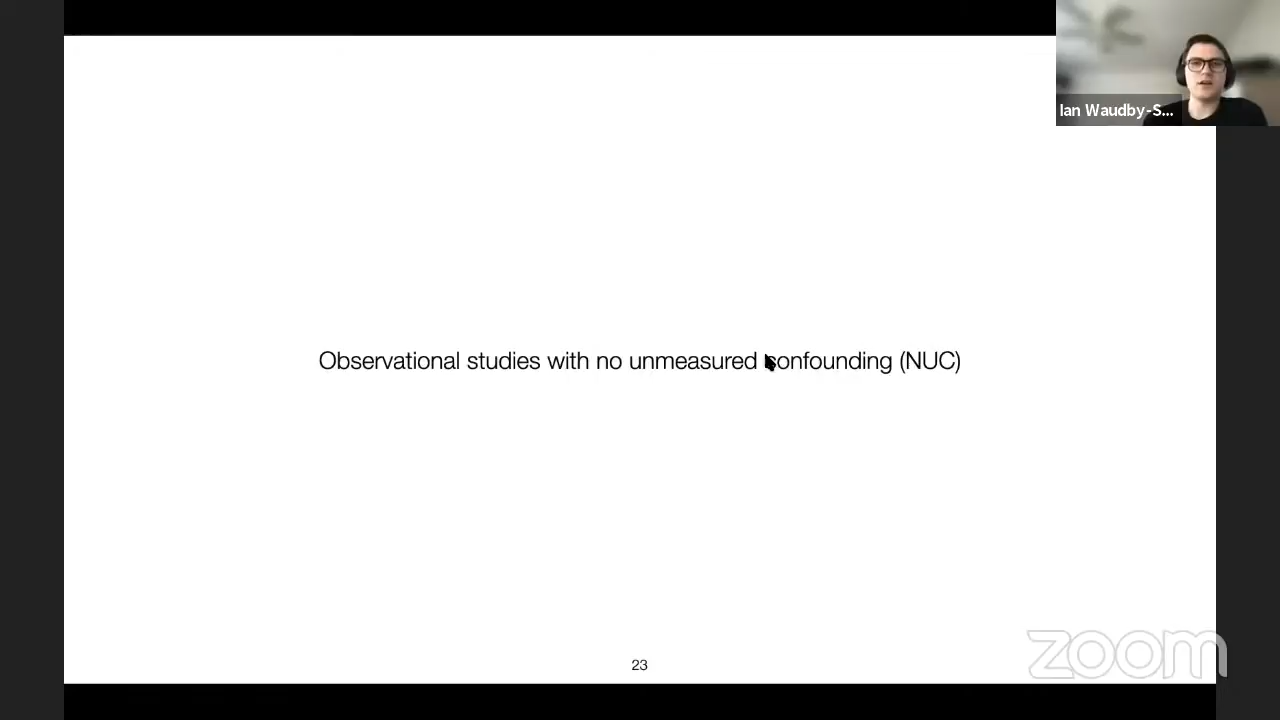 Ian Waudby-S...
Observational studies with no unmeasured confounding (NUC)
23
zoom